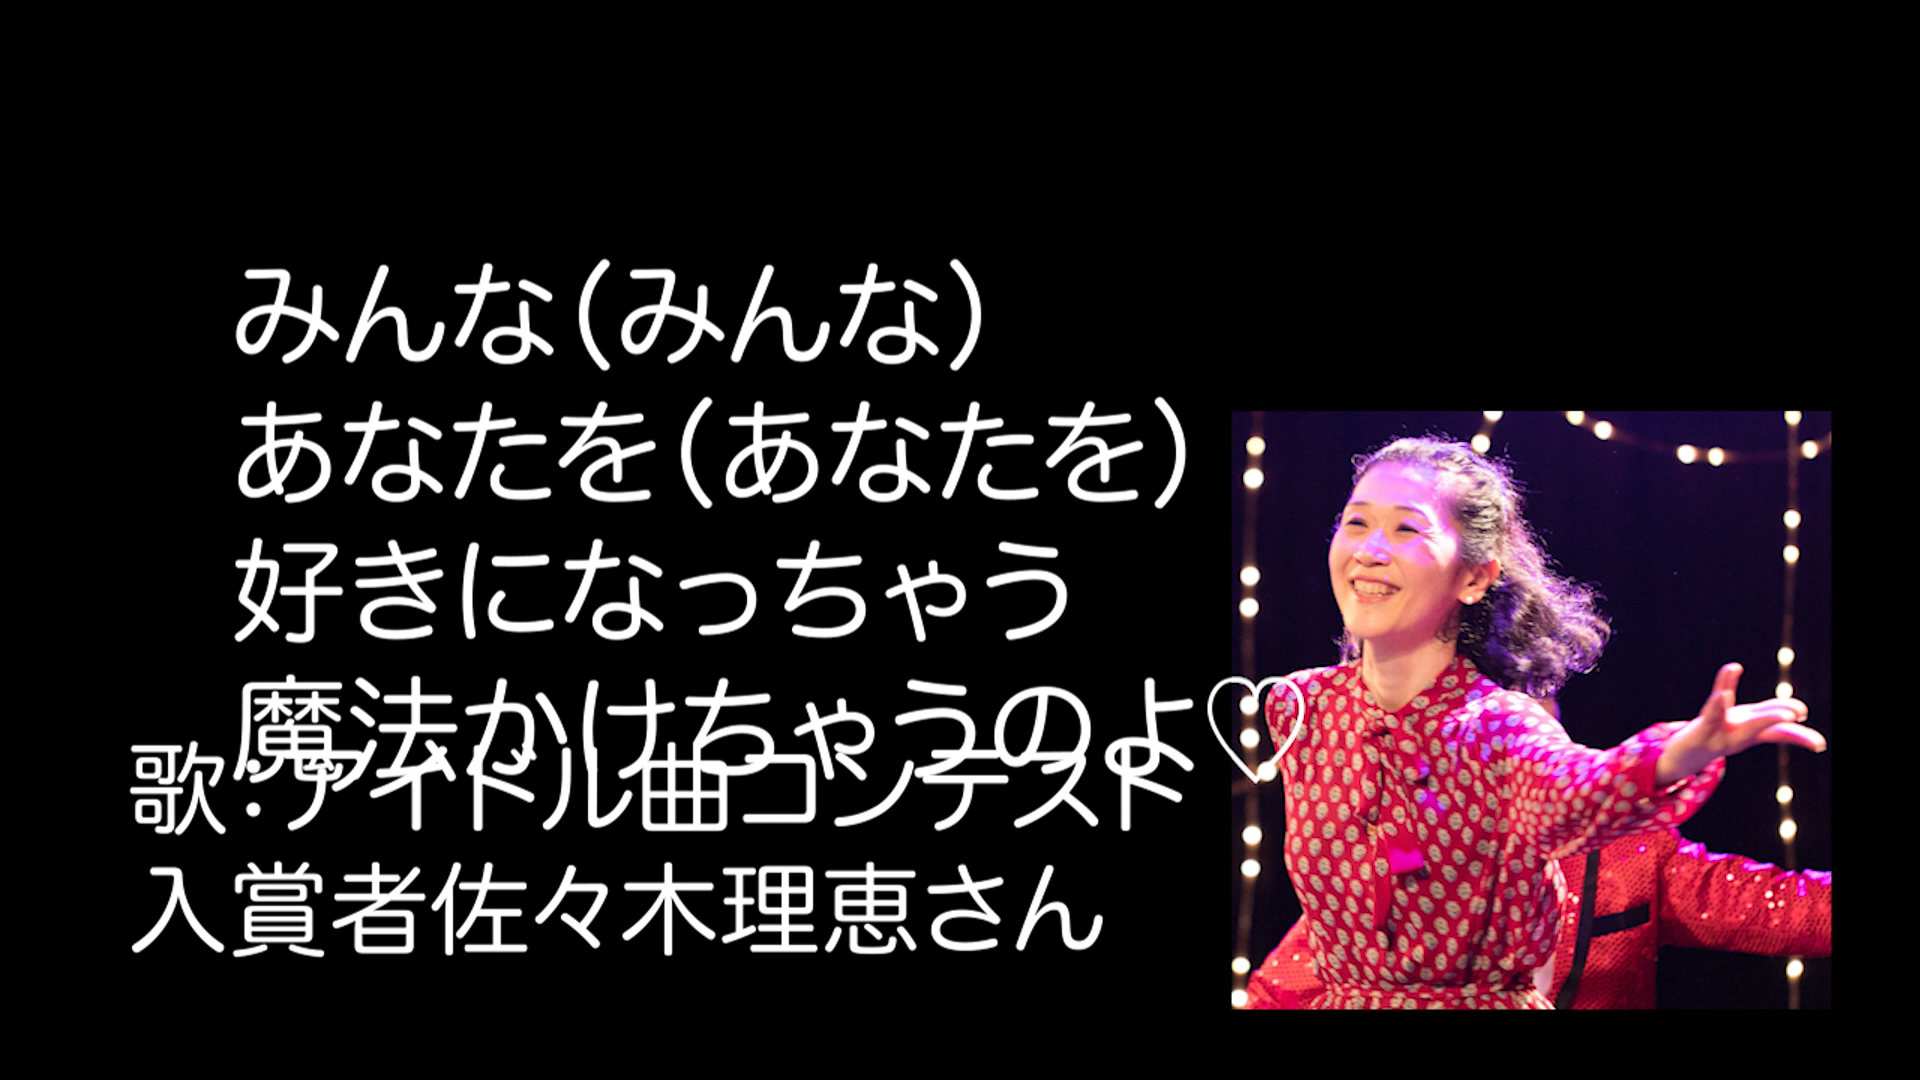 みんな(みんな)
あなたを(あなたを)
好きになっちゃう
魔法かけちゃうのよ♡
歌:アイドル曲コンテスト
入賞者佐々木理恵さん